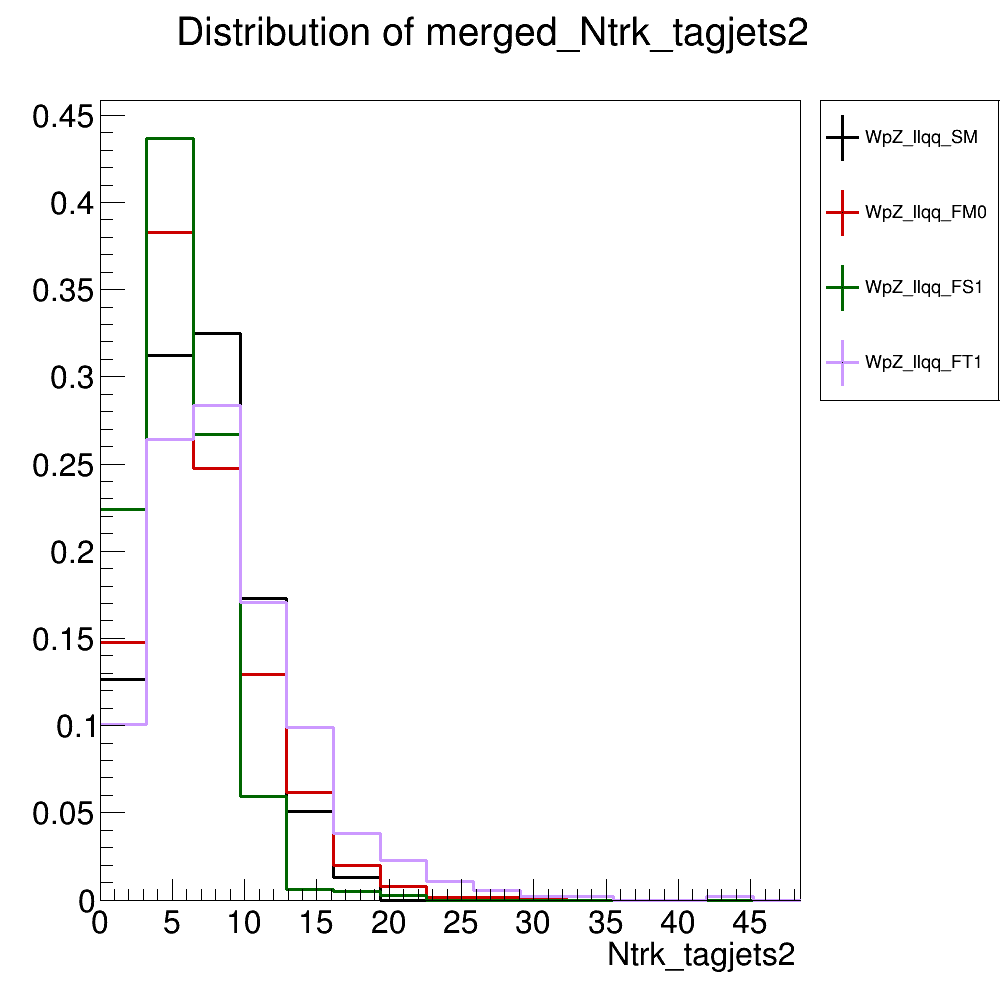 Distribution of merged_Ntrk_tagjets2
0.45
0.4
0.35
0.3
0.25
0.2
0.15
0.1
0.05
0
0 5 10 15 20 25 30 35 40 45
Ntrk_tagjets2
WpZ_llqq_SM
WpZ_llqq_FM0
WpZ_llqq_FS1
WpZ_llqq_FT1